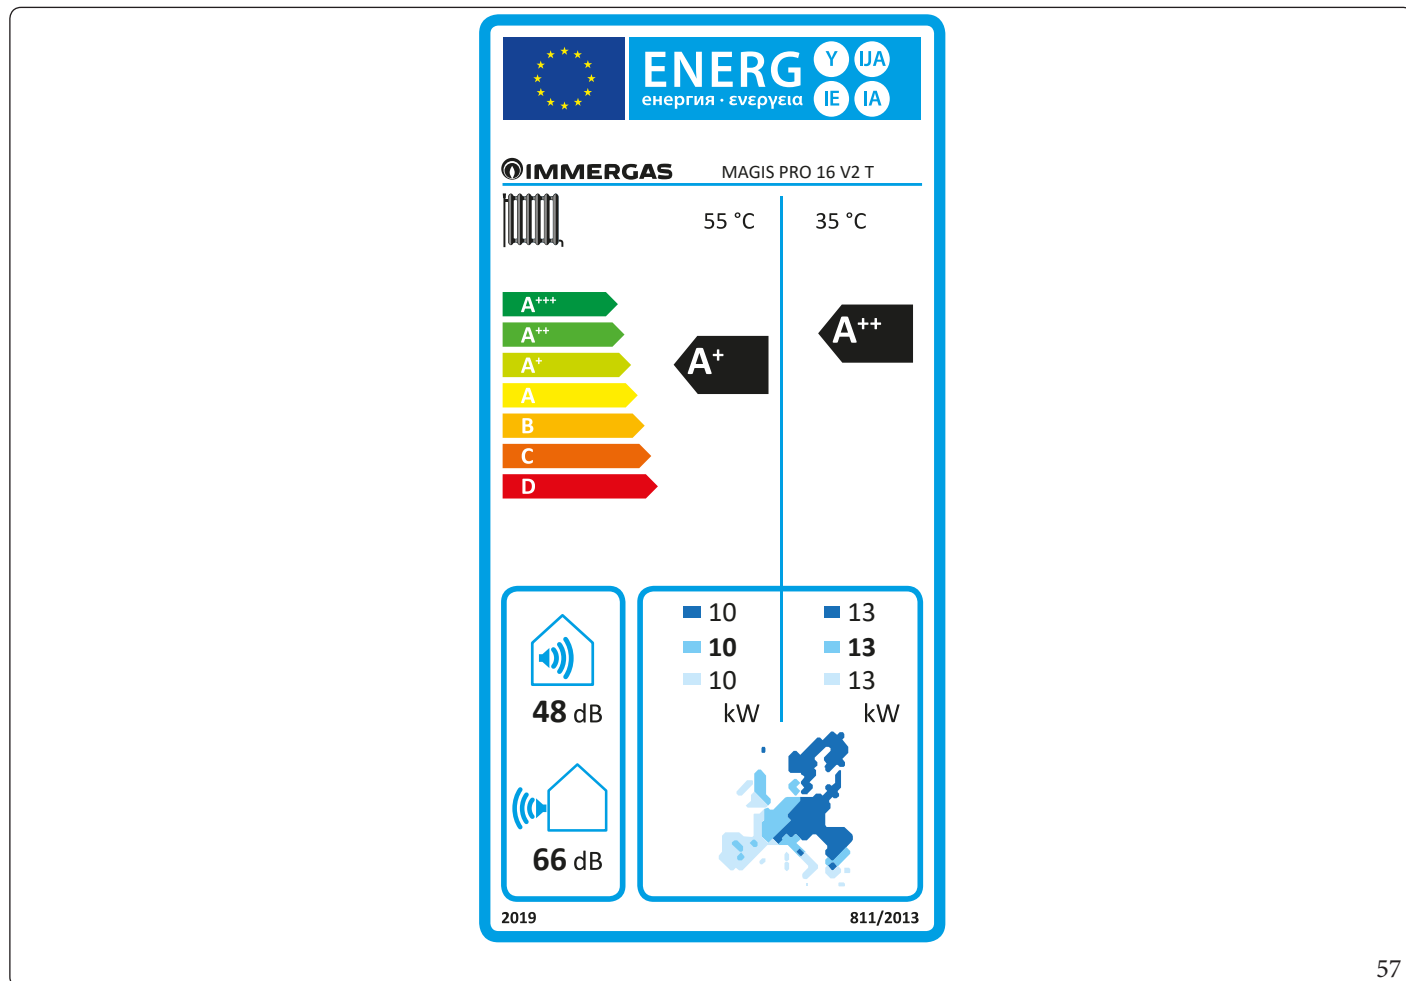 ENERG
енергия · ενεργεια
Y IJA
IE IA
IMMERGAS MAGIS PRO 16 V2 T
55 °C 35 °C
A+++
A++
A+
A
B
C
D
A+
A++
48 dB
66 dB
10 13
10 13
10 13
kW kW
2019 811/2013
57